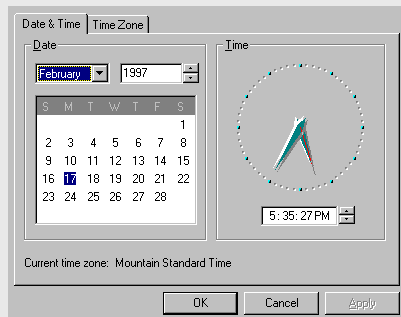 Date & Time Time Zone
Date
February 1997
S M T W T F S
1
2 3 4 5 6 7 8
9 10 11 12 13 14 15
16 17 18 19 20 21 22
23 24 25 26 27 28
Time
5:35:27 PM
Current time zone: Mountain Standard Time
OK Cancel Apply